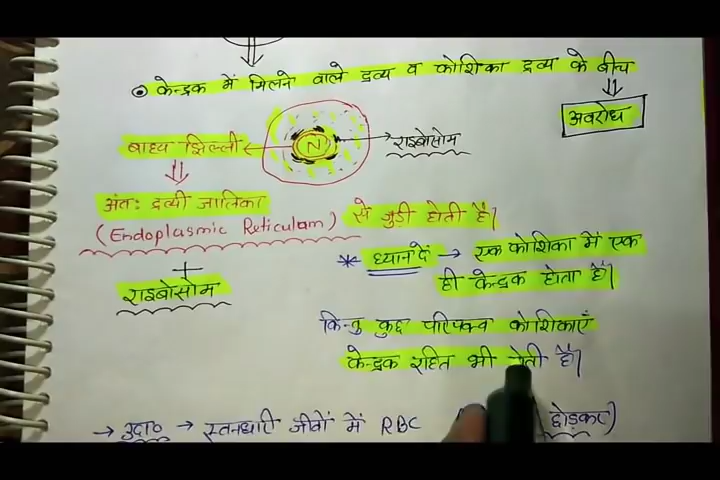 केन्द्रक में मिलने वाले द्रव्य व कोशिका द्रव्य के बीच
अवरोध
बाह्य झिल्ली
N
राइबोसोम
अंतः द्रव्यी जालिका
(Endoplasmic Reticulam) से जुड़ी होती है।
+
राइबोसोम
* ध्यान दें → एक कोशिका में एक
ही केन्द्रक होता है।
किन्तु कुछ परिपक्व कोशिकाएँ
केन्द्रक रहित भी होती है।
→ उदा० → स्तनधारी जीवों में RBC
छोड़कर)